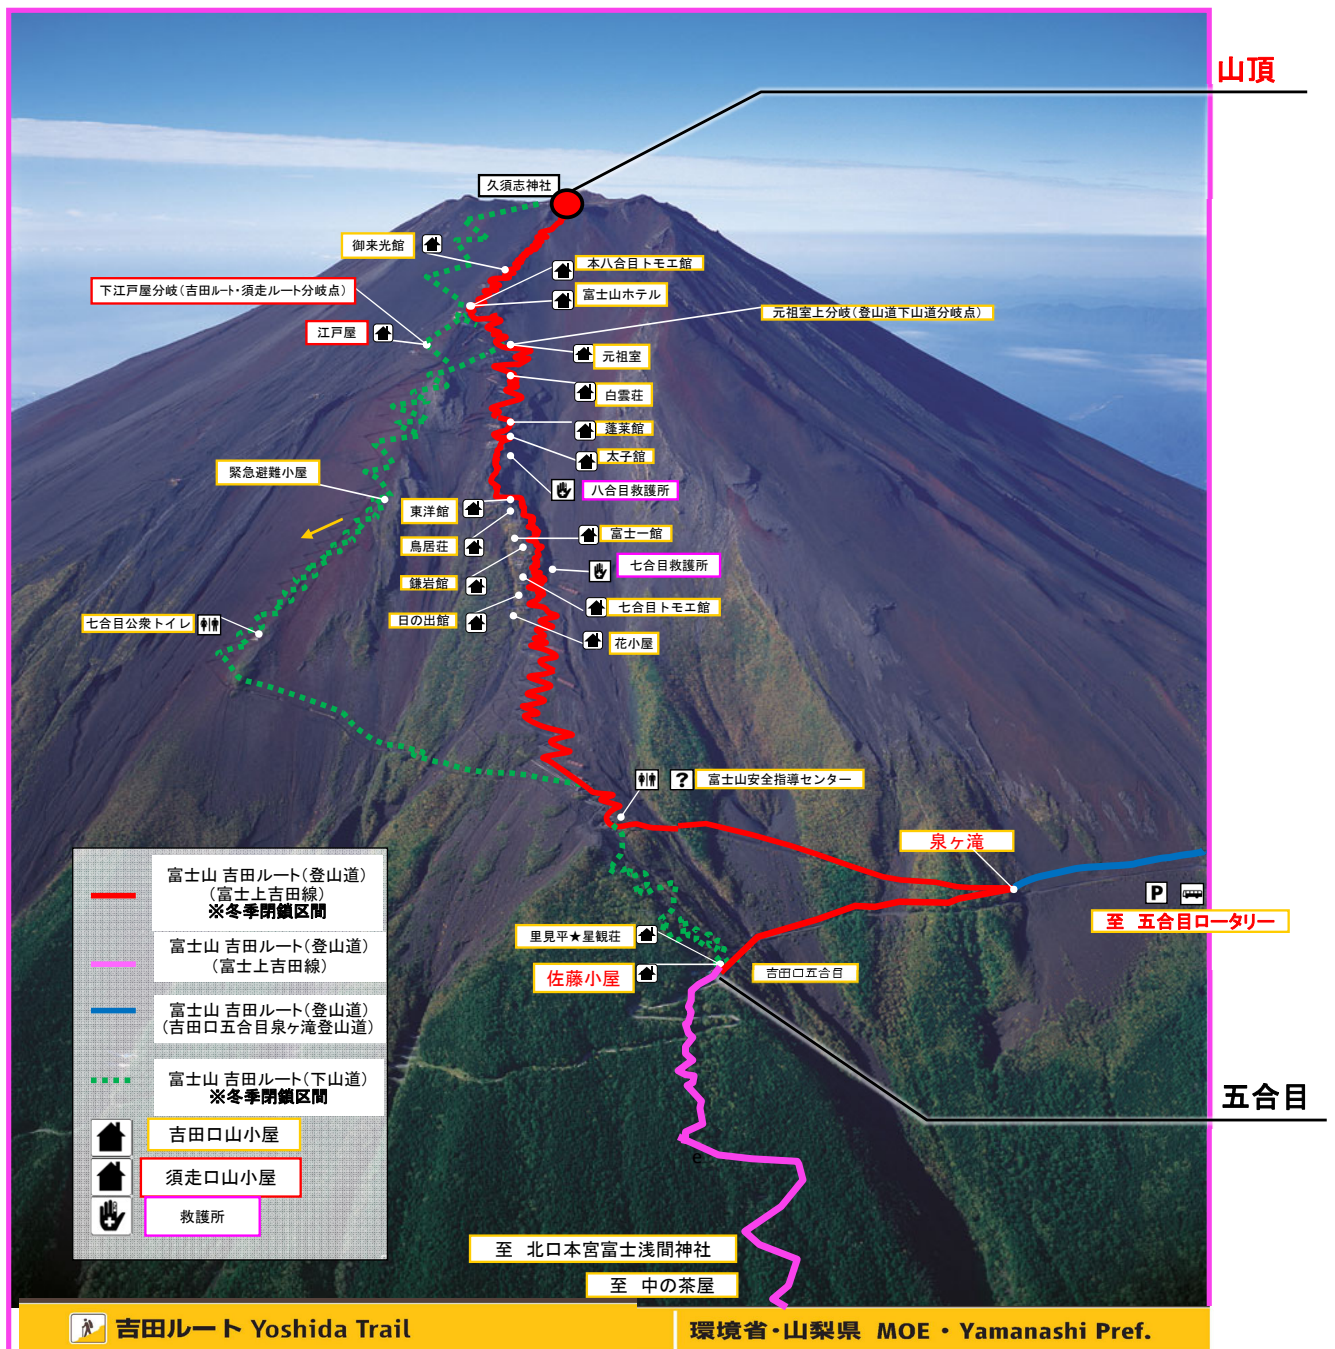 山頂
久須志神社
御来光館
本八合目トモエ館
下江戸屋分岐(吉田ルート・須走ルート分岐点)
富士山ホテル
元祖室上分岐(登山道下山道分岐点)
江戸屋
元祖室
白雲荘
蓬莱館
太子館
緊急避難小屋
八合目救護所
東洋館
富士一館
鳥居荘
七合目救護所
鎌岩館
七合目トモエ館
七合目公衆トイレ
日の出館
花小屋
?
富士山安全指導センター
泉ヶ滝
P
至 五合目ロータリー
里見平★星観荘
佐藤小屋
吉田口五合目
富士山 吉田ルート(登山道)
(富士上吉田線)
※冬季閉鎖区間
富士山 吉田ルート(登山道)
(富士上吉田線)
富士山 吉田ルート(登山道)
(吉田口五合目泉ヶ滝登山道)
富士山 吉田ルート(下山道)
※冬季閉鎖区間
吉田口山小屋
須走口山小屋
救護所
五合目
e
至 北口本宮富士浅間神社
至 中の茶屋
吉田ルート Yoshida Trail
環境省・山梨県 MOE・Yamanashi Pref.